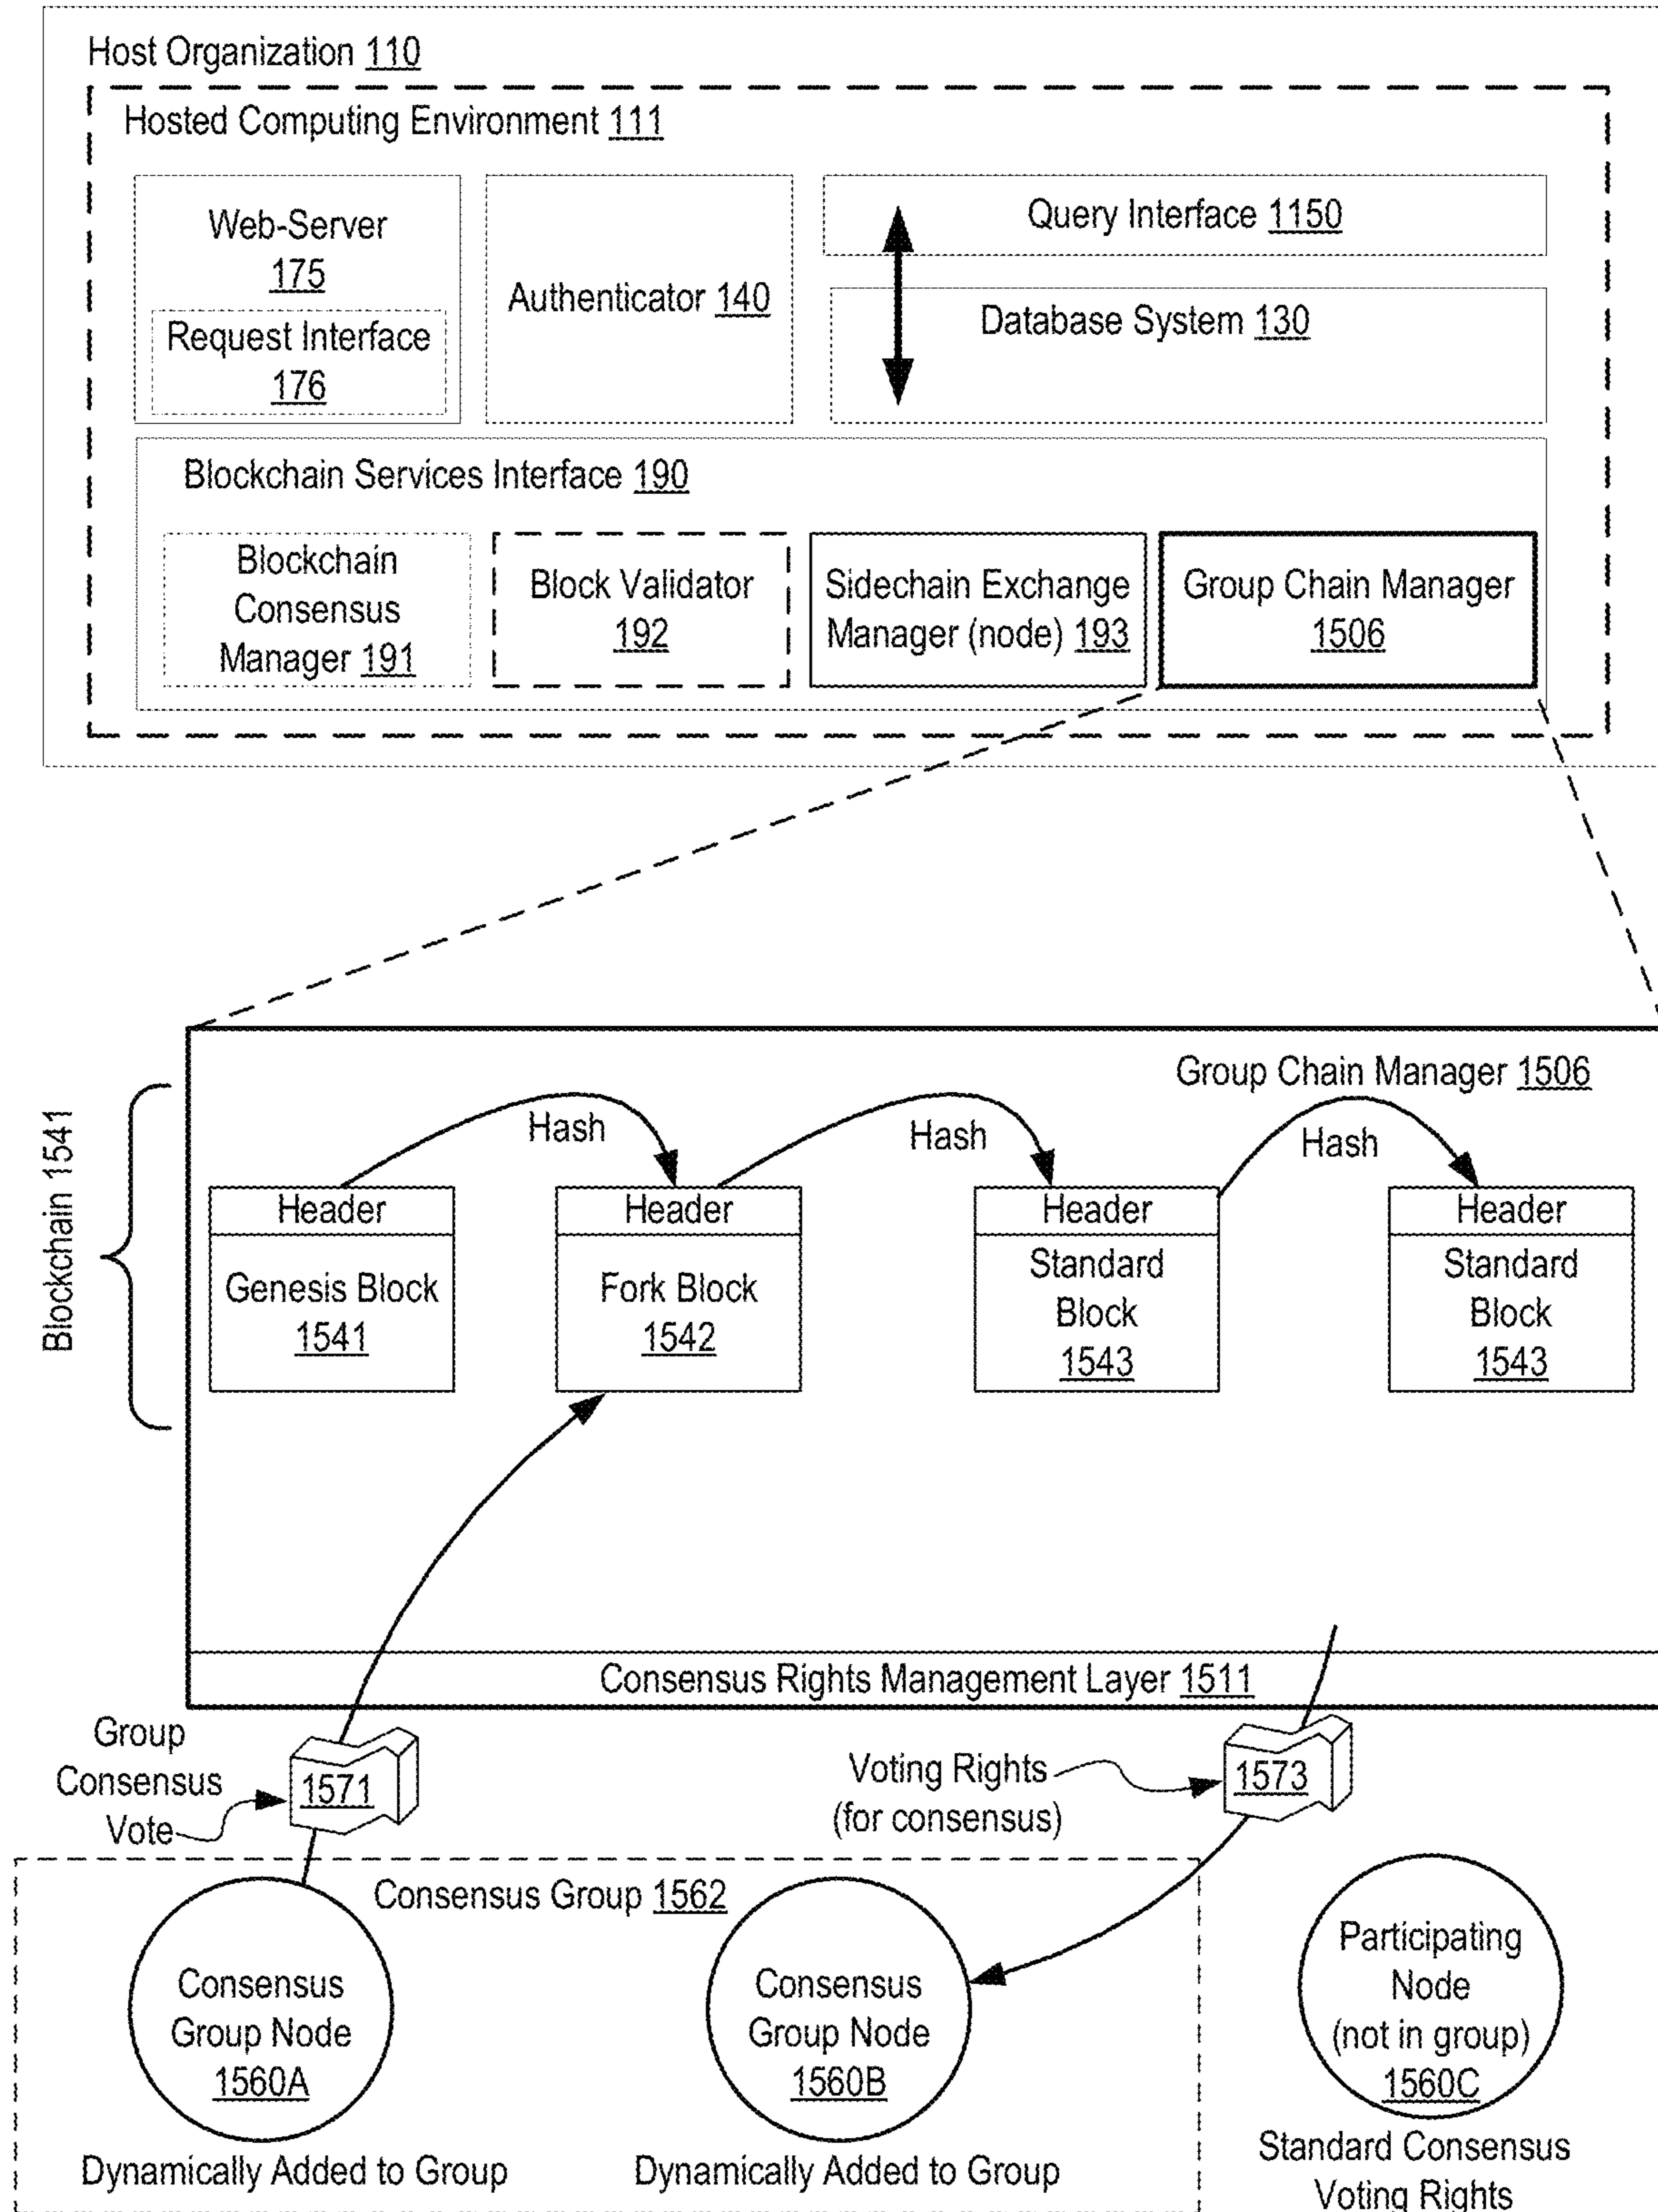 Host Organization 110
Hosted Computing Environment 111
Web-Server
175
Request Interface
176
Authenticator 140
Query Interface 1150
Database System 130
Blockchain Services Interface 190
Blockchain
Consensus
Manager 191
Block Validator
192
Sidechain Exchange
Manager (node) 193
Group Chain Manager
1506
Group Chain Manager 1506
Blockchain 1541
Hash
Hash
Hash
Header
Genesis Block
1541
Header
Fork Block
1542
Header
Standard
Block
1543
Header
Standard
Block
1543
Consensus Rights Management Layer 1511
Group
Consensus
Vote
1571
Voting Rights
(for consensus)
1573
Consensus Group 1562
Consensus
Group Node
1560A
Dynamically Added to Group
Consensus
Group Node
1560B
Dynamically Added to Group
Participating
Node
(not in group)
1560C
Standard Consensus
Voting Rights